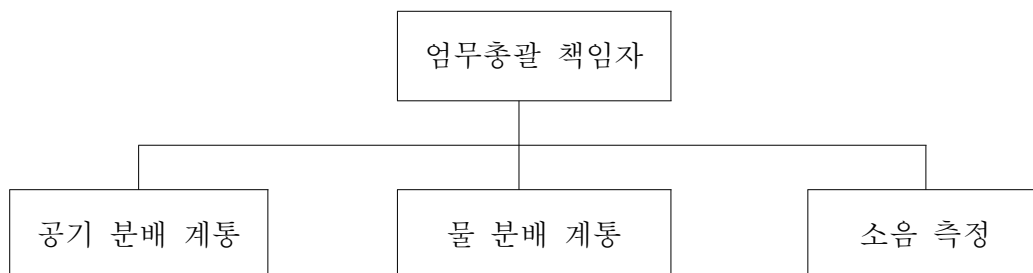 엄무총괄 책임자
공기 분배 계통
물 분배 계통
소음 측정